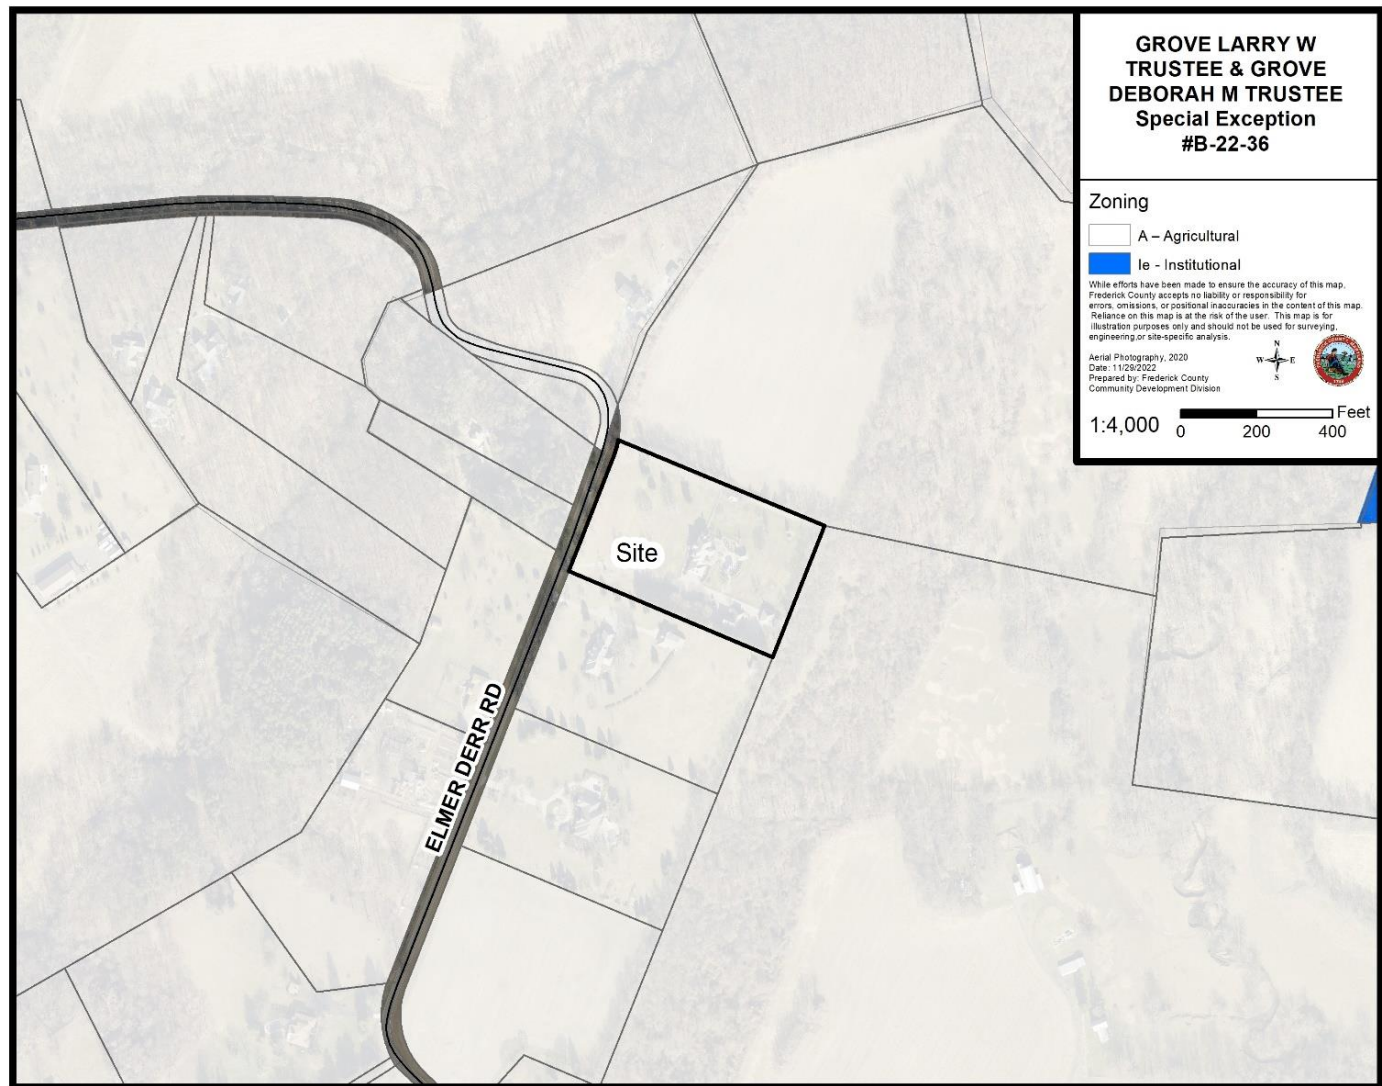 GROVE LARRY W
TRUSTEE & GROVE
DEBORAH M TRUSTEE
Special Exception
#B-22-36
Zoning
A – Agricultural
Ie - Institutional
While efforts have been made to ensure the accuracy of this map,
Frederick County accepts no liability or responsibility for
errors, omissions, or positional inaccuracies in the content of this map.
Reliance on this map is at the risk of the user. This map is for
illustration purposes only and should not be used for surveying,
engineering,or site-specific analysis.
N
W E
S
Aerial Photography, 2020
Date: 11/29/2022
Prepared by: Frederick County
Community Development Division
1:4,000
Feet
0 200 400
Site
ELMER DERR RD